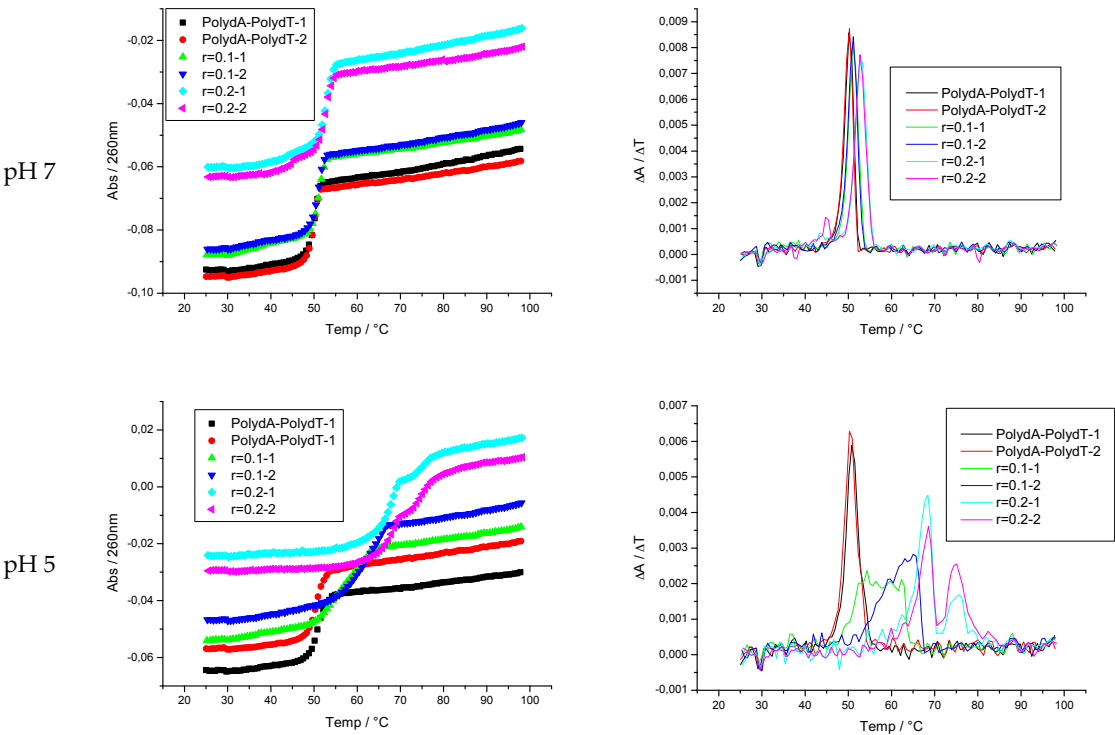 pH 7
Abs / 260nm
-0,02
-0,04
-0,06
-0,08
-0,10
PolydA-PolydT-1
PolydA-PolydT-2
r=0.1-1
r=0.1-2
r=0.2-1
r=0.2-2
20 30 40 50 60 70 80 90 100
Temp / °C
ΔA / ΔT
0,009
0,008
0,007
0,006
0,005
0,004
0,003
0,002
0,001
0,000
-0,001
PolydA-PolydT-1
PolydA-PolydT-2
r=0.1-1
r=0.1-2
r=0.2-1
r=0.2-2
20 30 40 50 60 70 80 90 100
Temp / °C
pH 5
Abs / 260nm
0,02
0,00
-0,02
-0,04
-0,06
PolydA-PolydT-1
PolydA-PolydT-1
r=0.1-1
r=0.1-2
r=0.2-1
r=0.2-2
20 30 40 50 60 70 80 90 100
Temp / °C
ΔA / ΔT
0,007
0,006
0,005
0,004
0,003
0,002
0,001
0,000
-0,001
PolydA-PolydT-1
PolydA-PolydT-2
r=0.1-1
r=0.1-2
r=0.2-1
r=0.2-2
20 30 40 50 60 70 80 90 100
Temp / °C